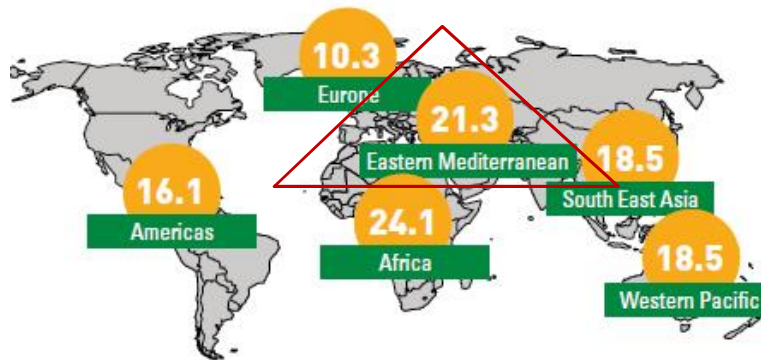 10.3
Europe
21.3
Eastern Mediterranean
18.5
South East Asia
16.1
Americas
24.1
Africa
18.5
Western Pacific